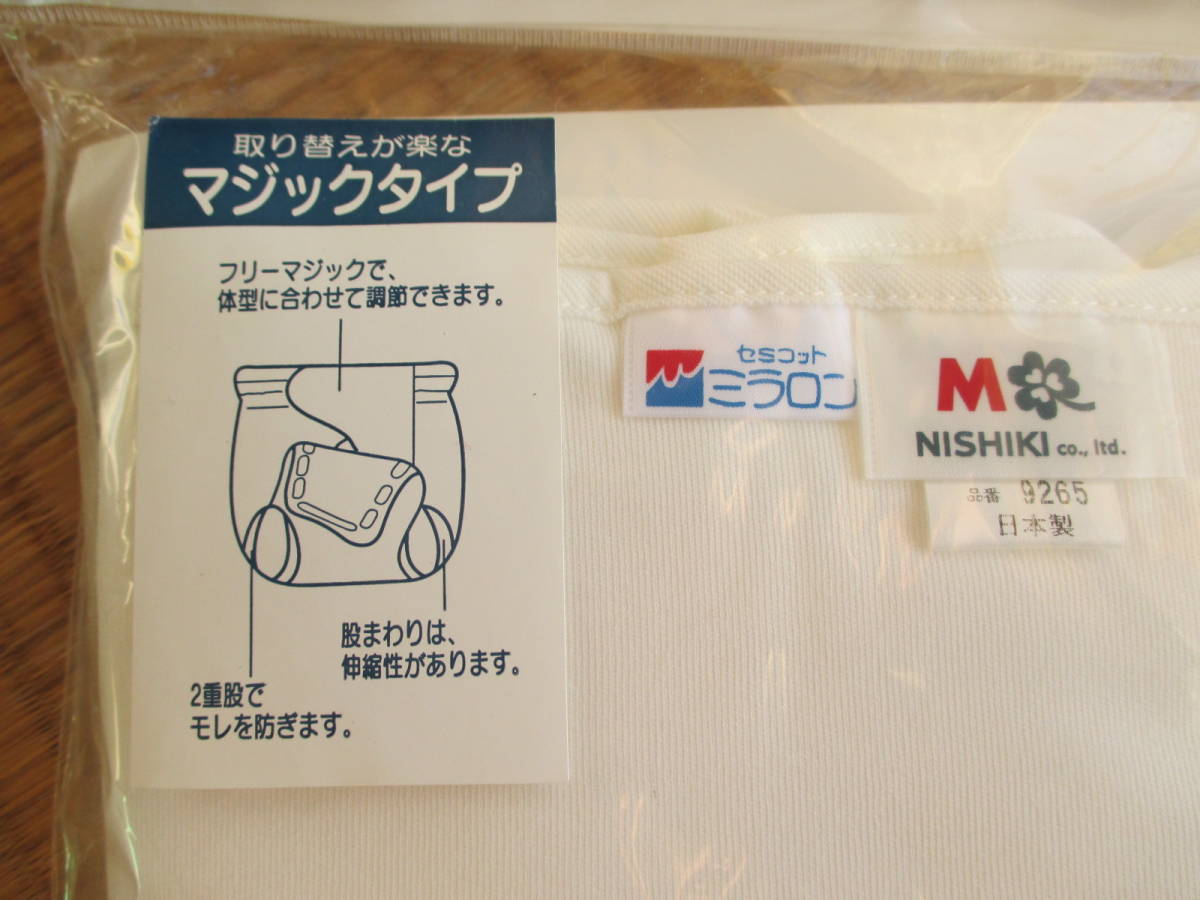 取り替えが楽な
マジックタイプ
フリーマジックで、
体型に合わせて調節できます。
股まわりは、
伸縮性があります。
2重股で
モレを防ぎます。
セミコット
ミラロン
M
NISHIKI co., ltd.
品番 9265
日本製